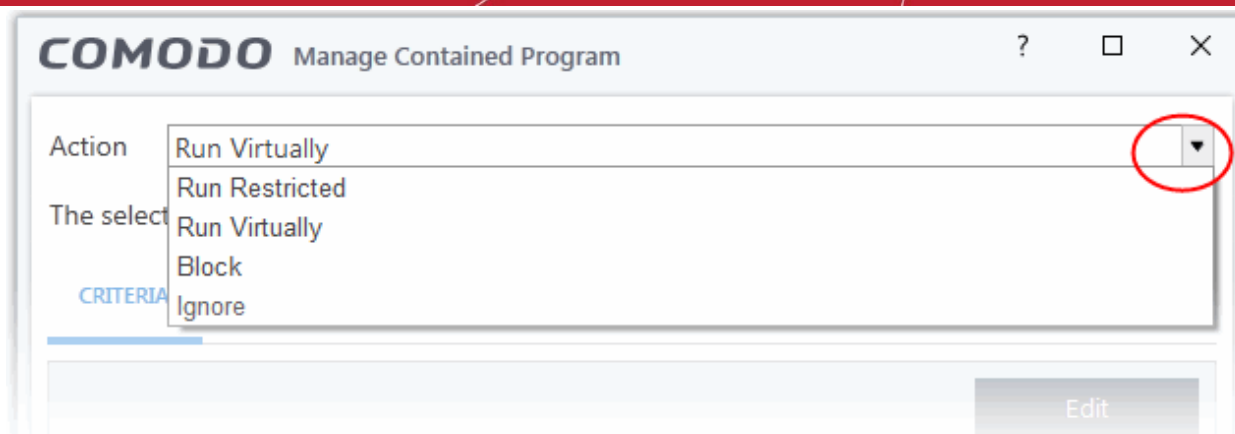 COMODO Manage Contained Program ?
Action Run Virtually
Run Restricted
The select
Run Virtually
Block
CRITERIA
Ignore
Edit